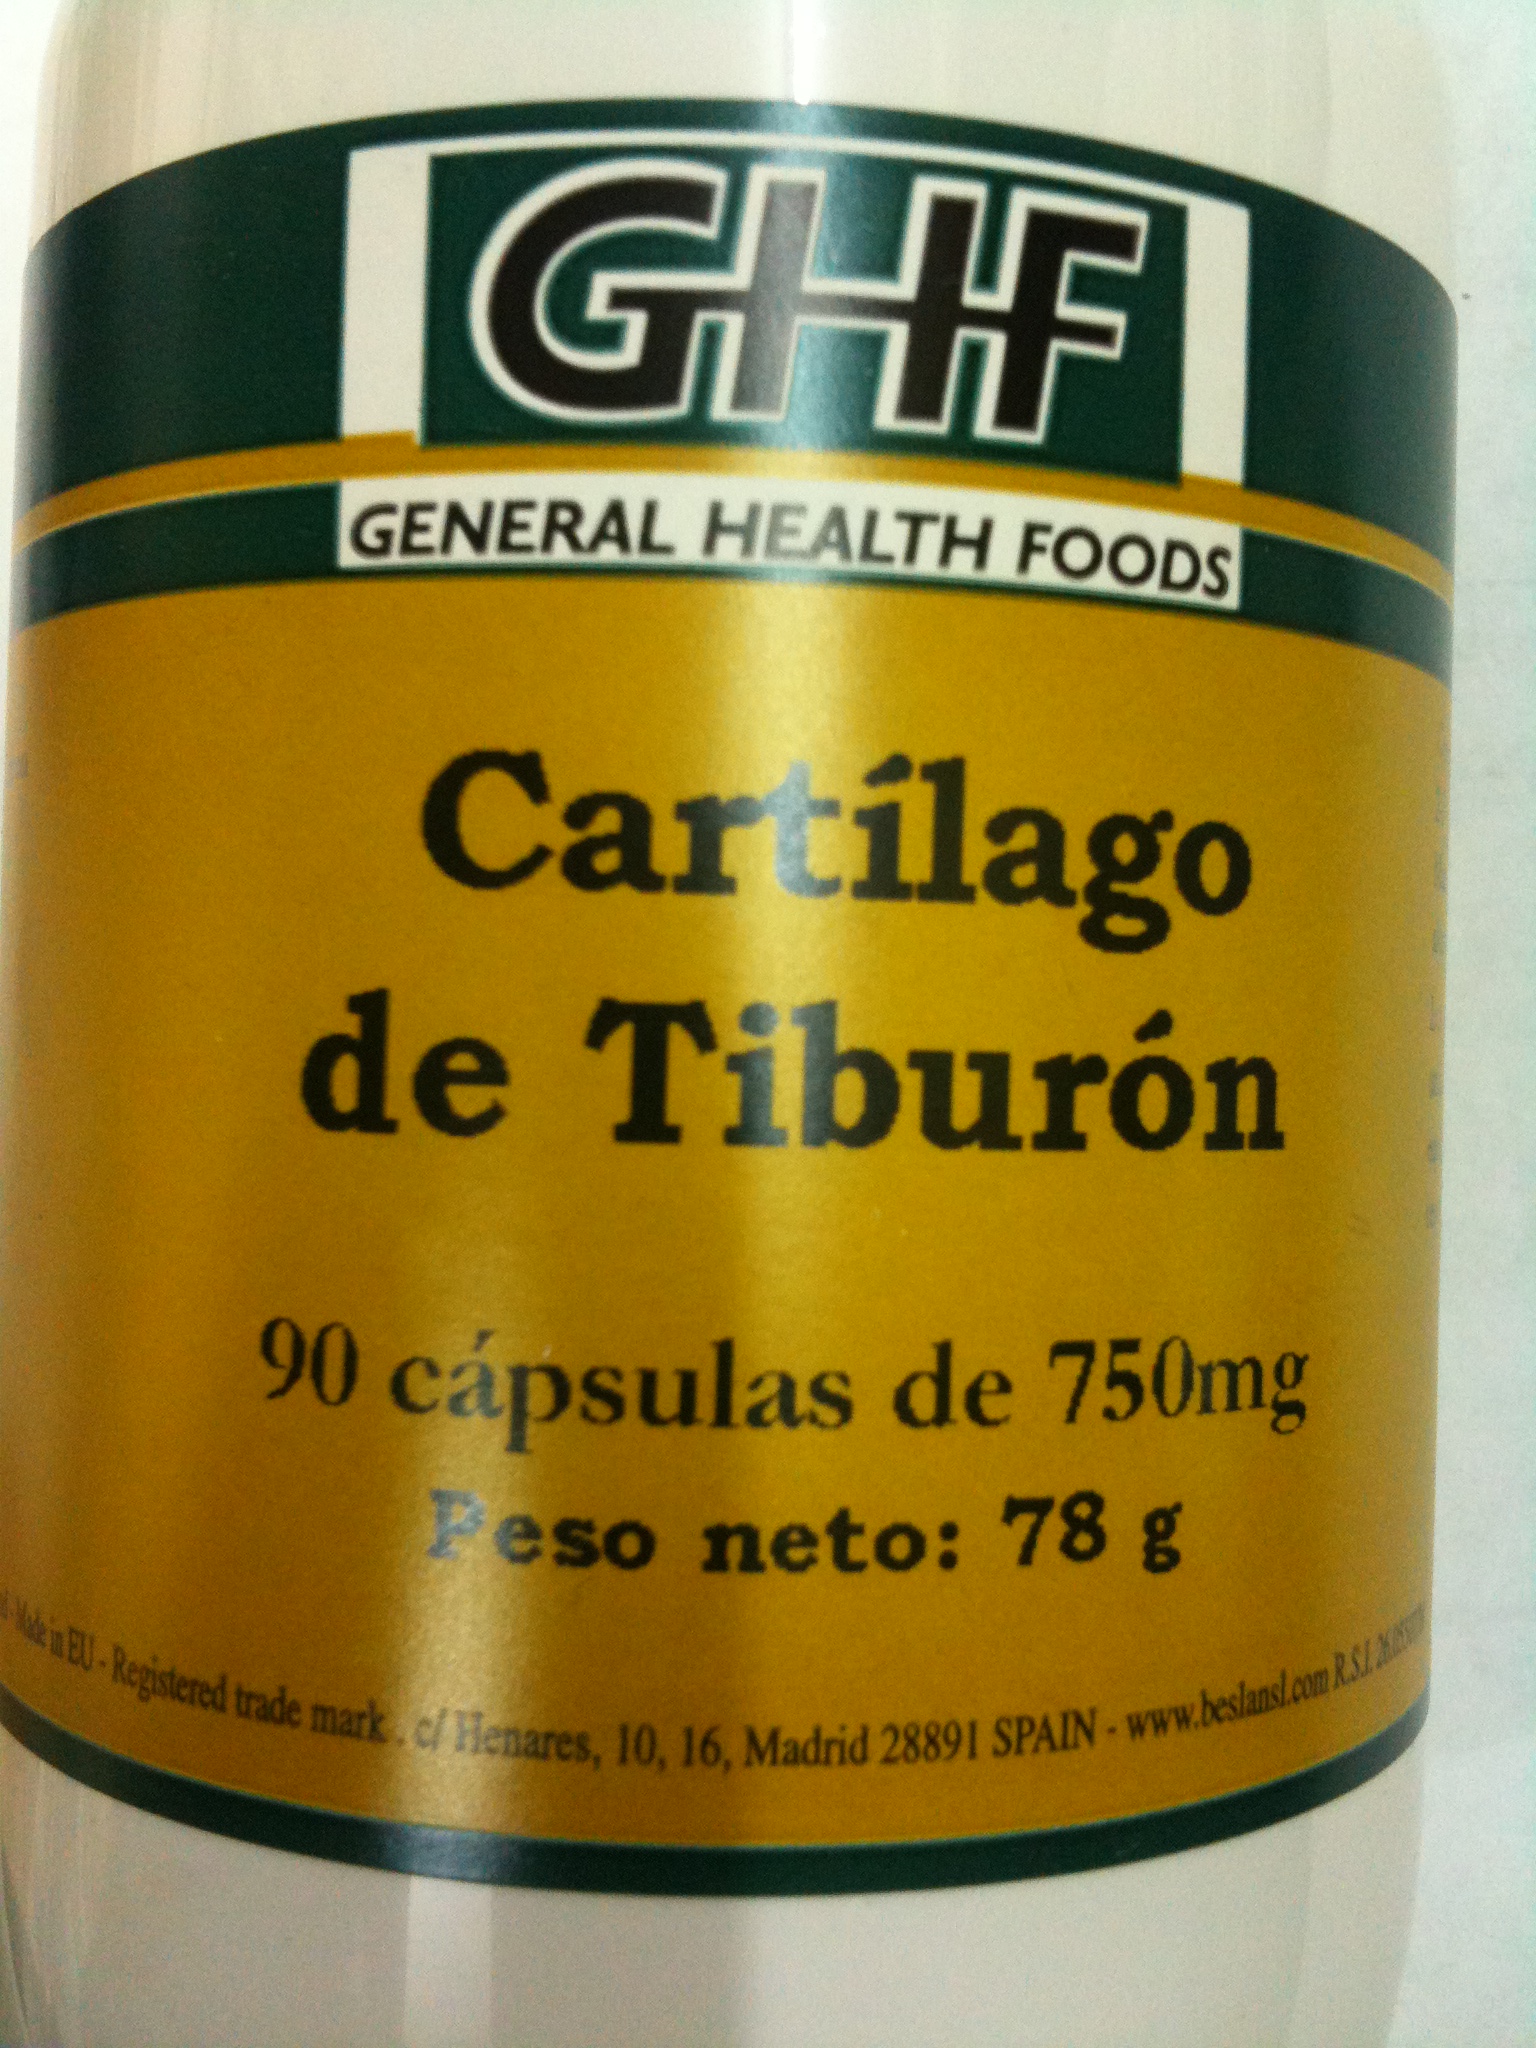 GHF
GENERAL HEALTH FOODS
Cartílago
de Tiburón
90 cápsulas de 750mg
Peso neto: 78 g
- Made in EU - Registered trade mark . c/ Henares, 10, 16, Madrid 28891 SPAIN - www.beslansl.com R.S.I.